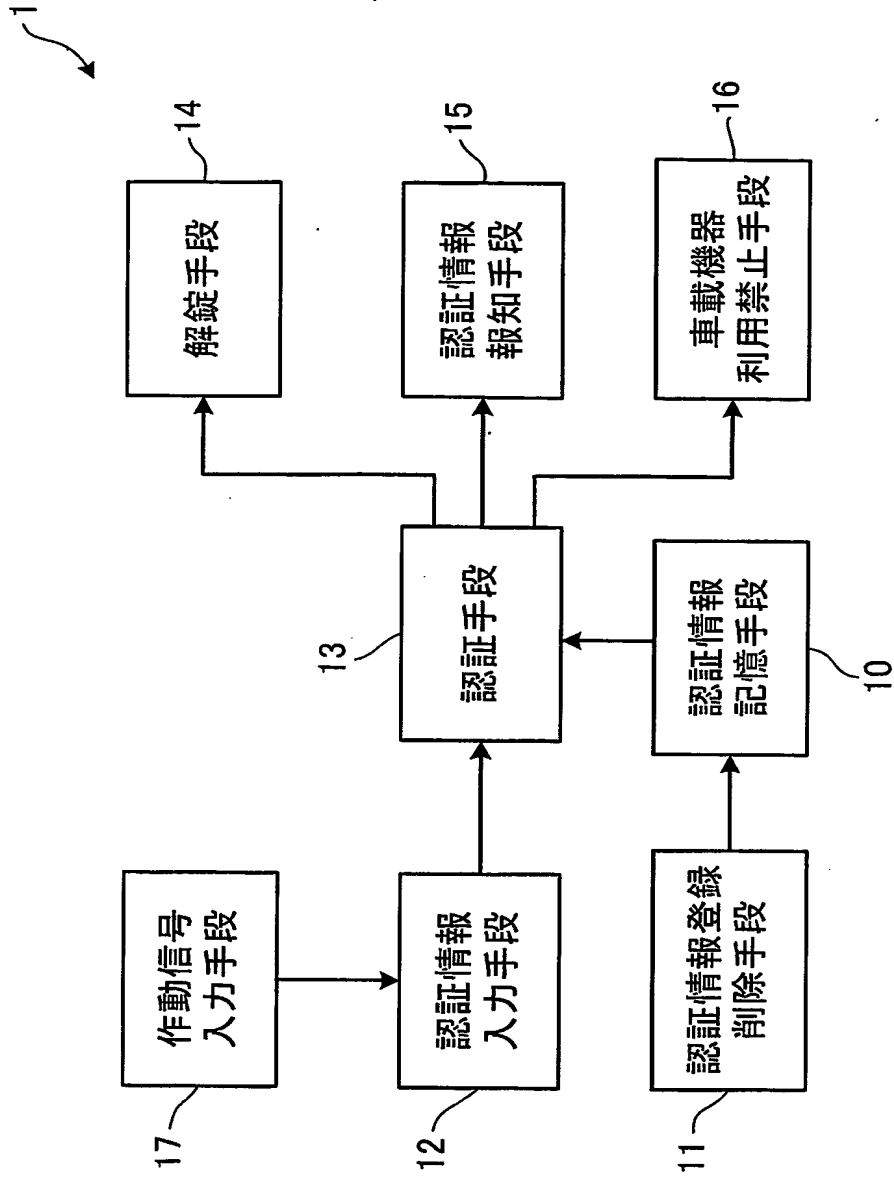 1
14
解錠手段
15
認証情報
報知手段
16
車載機器
利用禁止手段
13
認証手段
認証情報
記憶手段
10
17
作動信号
入力手段
12
認証情報
入力手段
11
認証情報登録
削除手段